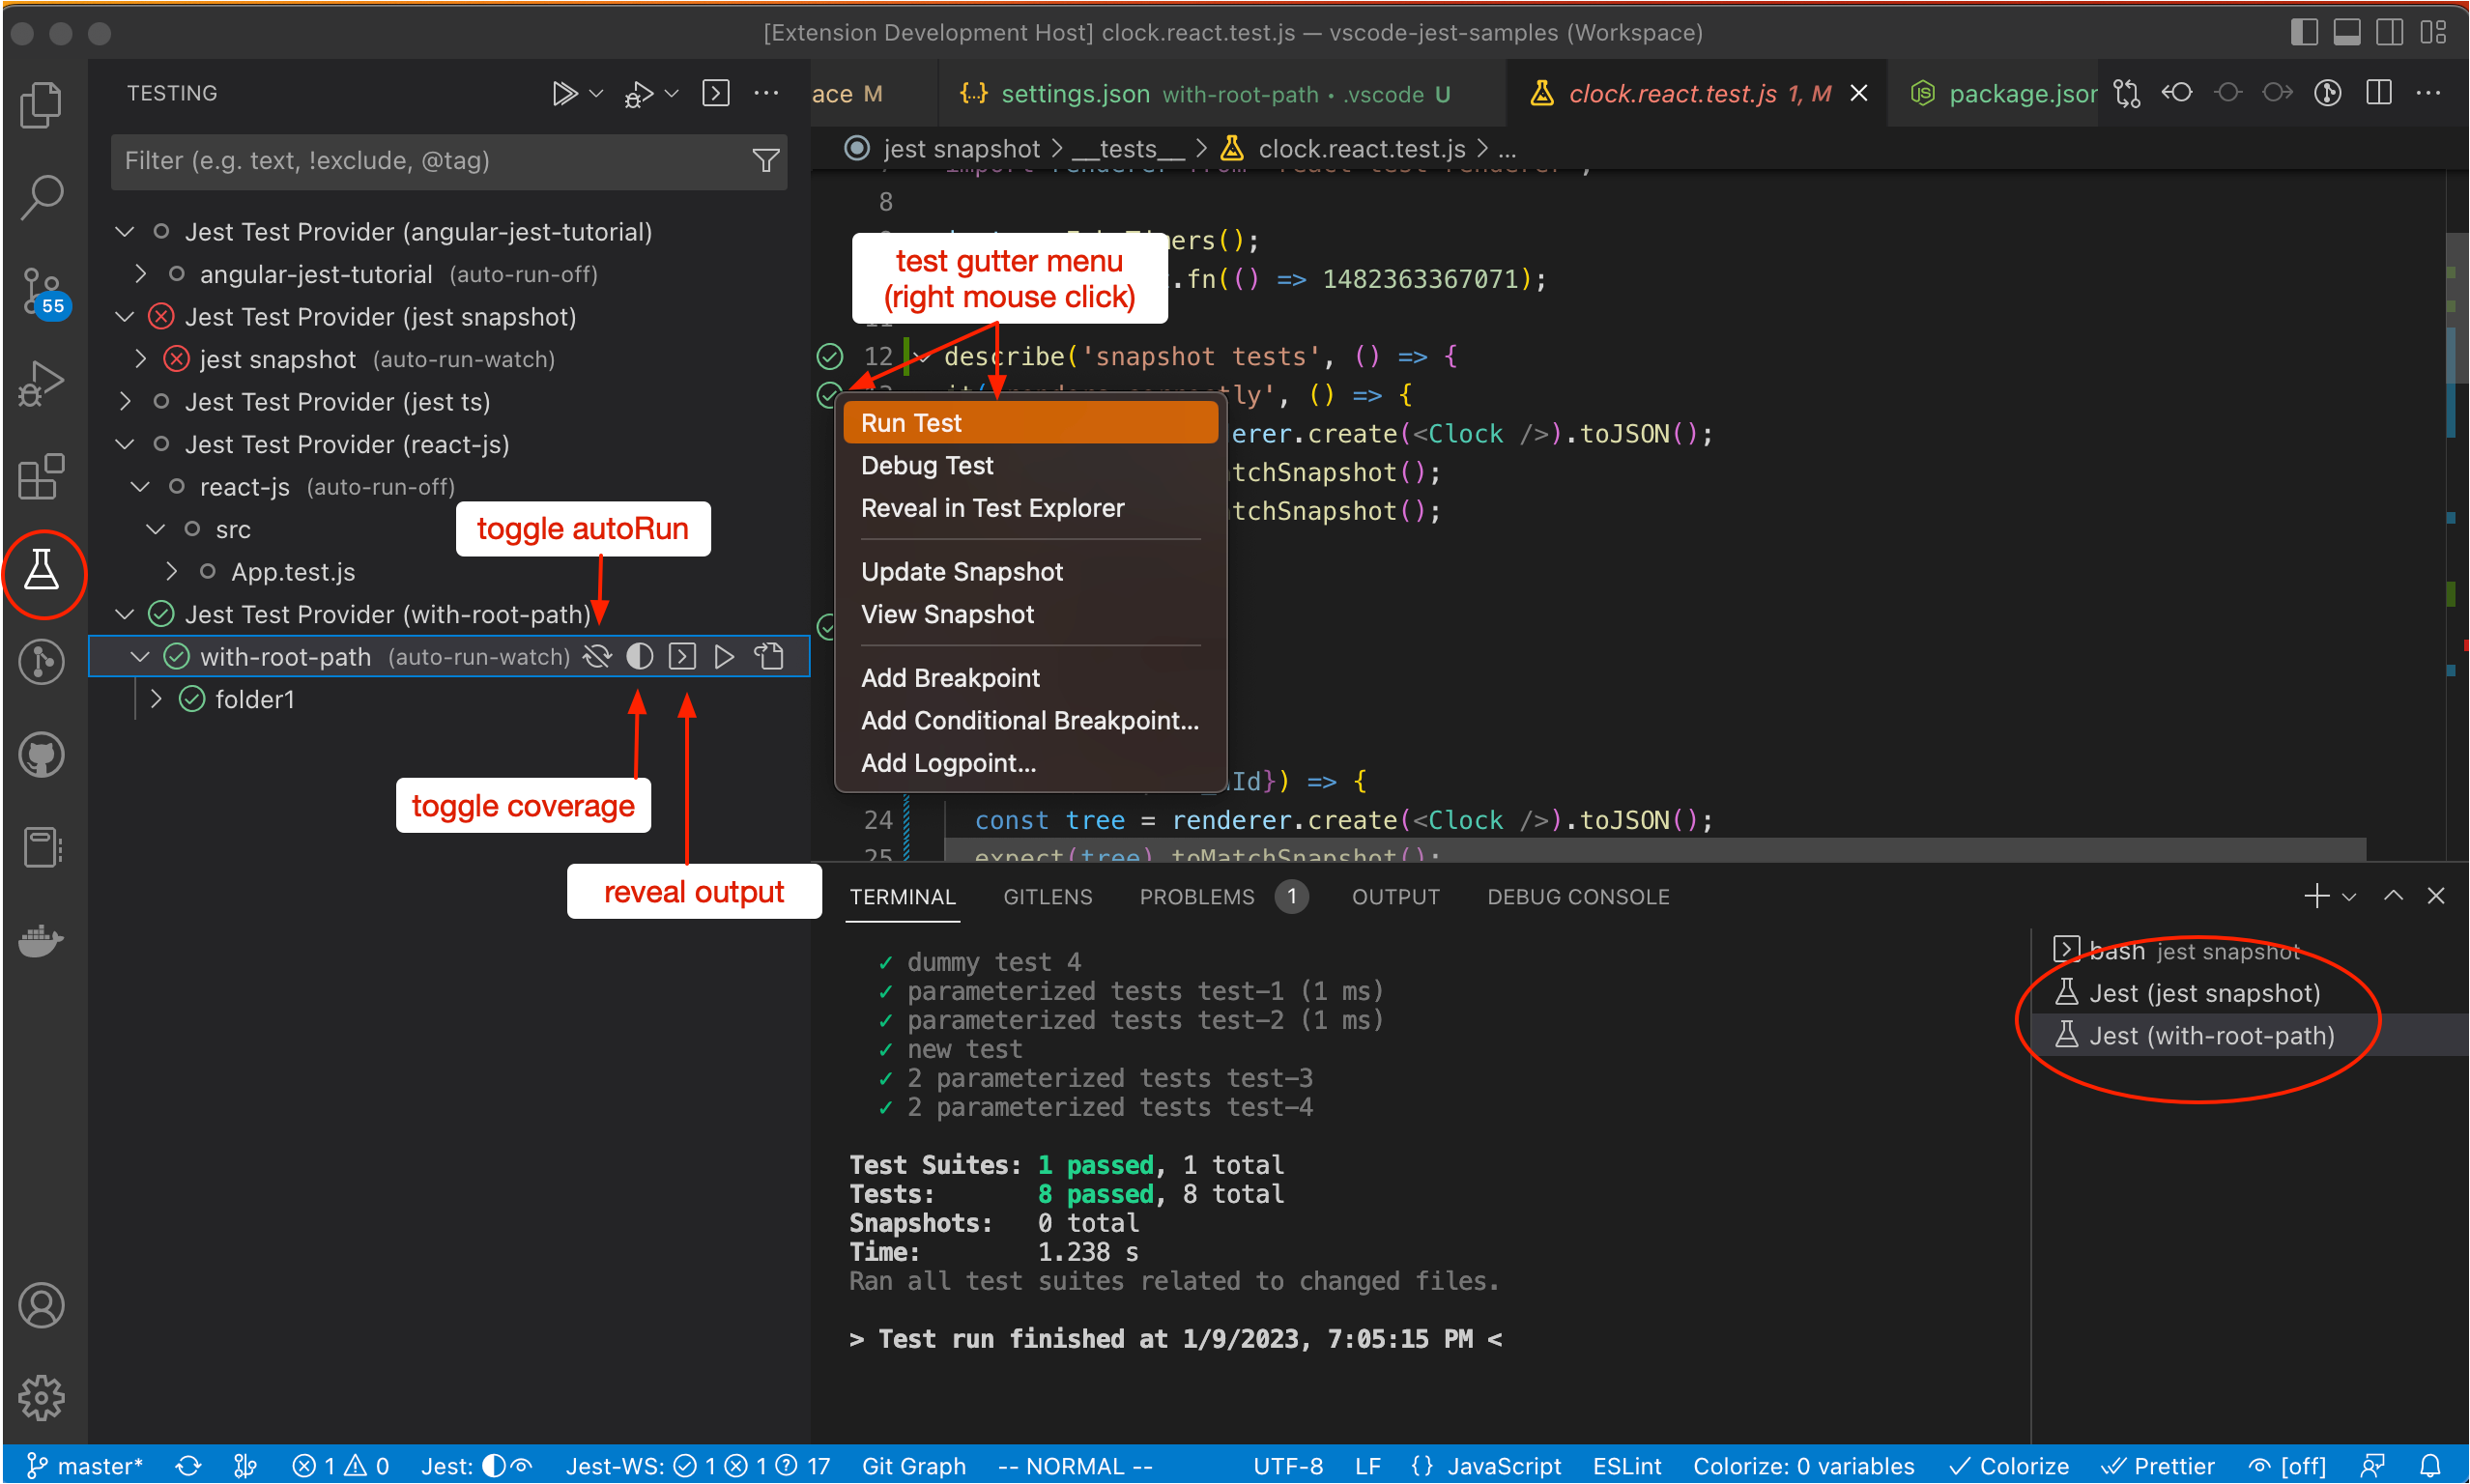 [Extension Development Host] clock.react.test.js — vscode-jest-samples (Workspace)
TESTING
Filter (e.g. text, !exclude, @tag)
Jest Test Provider (angular-jest-tutorial)
angular-jest-tutorial (auto-run-off)
Jest Test Provider (jest snapshot)
jest snapshot (auto-run-watch)
Jest Test Provider (jest ts)
Jest Test Provider (react-js)
react-js (auto-run-off)
src
App.test.js
Jest Test Provider (with-root-path)
with-root-path (auto-run-watch)
folder1
55
toggle autoRun
toggle coverage
reveal output
ace M
{..} settings.json with-root-path • .vscode U
clock.react.test.js 1, M
package.json
jest snapshot > __tests__ > clock.react.test.js > ...
8
test gutter menu
(right mouse click)
ers();
.fn(() => 1482363367071);
12 describe('snapshot tests', () => {
ly', () => {
erer.create(<Clock />).toJSON();
tchSnapshot();
tchSnapshot();
Id}) => {
24 const tree = renderer.create(<Clock />).toJSON();
25 expect(tree).toMatchSnapshot();
Run Test
Debug Test
Reveal in Test Explorer
Update Snapshot
View Snapshot
Add Breakpoint
Add Conditional Breakpoint...
Add Logpoint...
TERMINAL GITLENS PROBLEMS 1 OUTPUT DEBUG CONSOLE
✓ dummy test 4
✓ parameterized tests test-1 (1 ms)
✓ parameterized tests test-2 (1 ms)
✓ new test
✓ 2 parameterized tests test-3
✓ 2 parameterized tests test-4
Test Suites: 1 passed, 1 total
Tests: 8 passed, 8 total
Snapshots: 0 total
Time: 1.238 s
Ran all test suites related to changed files.
> Test run finished at 1/9/2023, 7:05:15 PM <
bash jest snapshot
Jest (jest snapshot)
Jest (with-root-path)
master* 1 0 Jest: Jest-WS: 1 1 17 Git Graph -- NORMAL -- UTF-8 LF {} JavaScript ESLint Colorize: 0 variables Colorize Prettier [off]